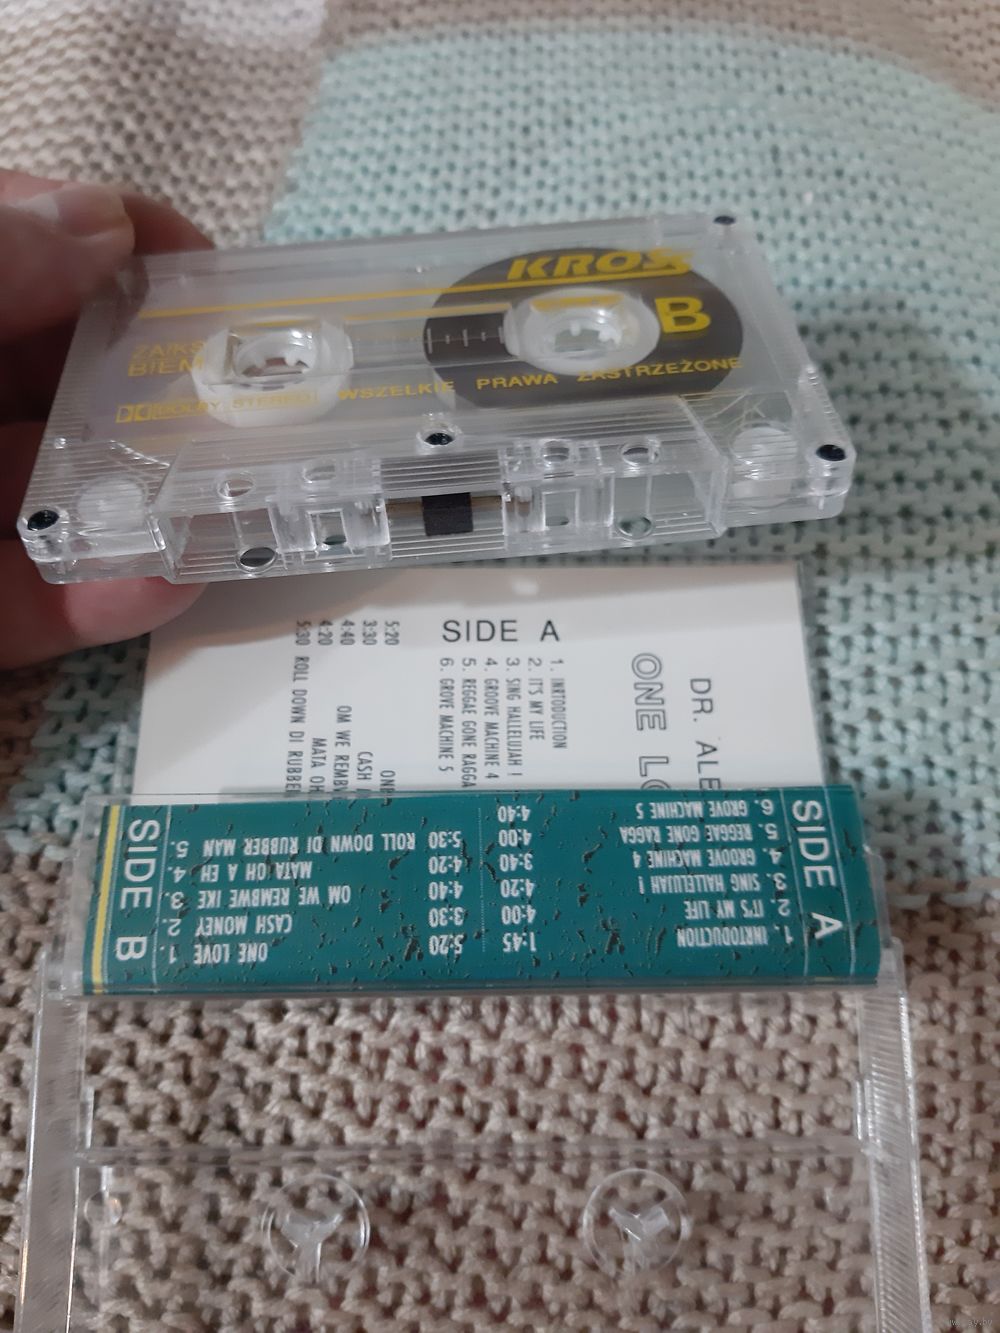 KROSS
B
ZAIKS
BIEM
DOLBY STEREO
WSZELKIE PRAWA ZASTRZEŻONE
DR. ALE
ONE LO
SIDE A
1. INRTODUCTION
2. IT'S MY LIFE
3. SING HALLELUJAH !
4. GROOVE MACHINE 4
5. REGGAE GONE RAGGA
6. GROVE MACHINE 5
5:20
3:30 CASH
4:40 OM WE REMBW
4:20 MATA OH
5:30 ROLL DOWN DI RUBBE
SIDE A
1. INRTODUCTION 1:45
2. IT'S MY LIFE 4:00
3. SING HALLELUJAH ! 4:20
4. GROOVE MACHINE 4 3:40
5. REGGAE GONE RAGGA 4:00
6. GROVE MACHINE 5 4:40
SIDE B
1. ONE LOVE 5:20
2. CASH MONEY 3:30
3. OM WE REMBWE IKE 4:40
4. MATA OH A EH 4:20
5. ROLL DOWN DI RUBBER MAN 5:30